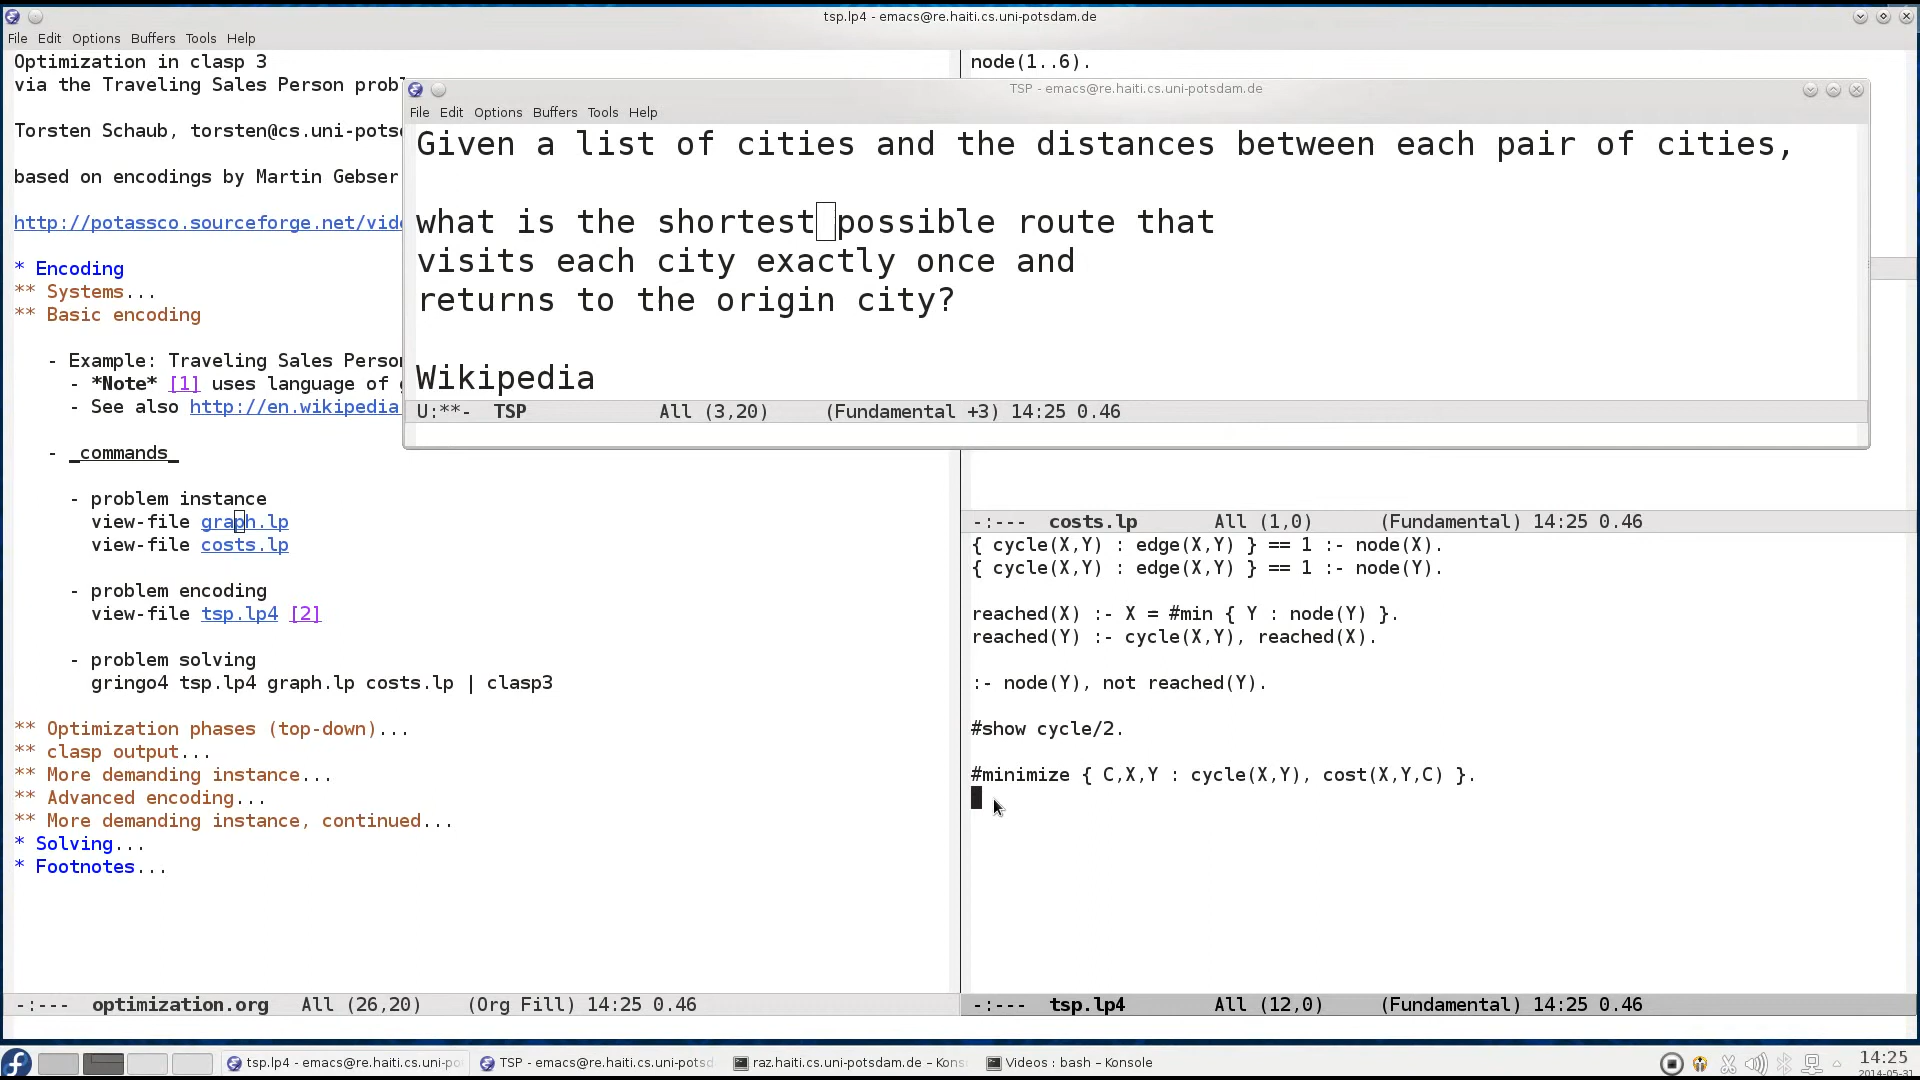 tsp.lp4 - emacs@re.haiti.cs.uni-potsdam.de
File Edit Options Buffers Tools Help
Optimization in clasp 3
via the Traveling Sales Person
Torsten Schaub,
based on encodings by Martin Gebser
http://potassco.sourceforge.net/
* Encoding
** Systems...
** Basic encoding
- Example: Traveling Sales Person
- *Note* [1] uses language of
- See also http://en.wikipedia
- _commands_
- problem instance
view-file graph.lp
view-file costs.lp
- problem encoding
view-file tsp.lp4 [2]
- problem solving
gringo4 tsp.lp4 graph.lp costs.lp | clasp3
** Optimization phases (top-down)...
** clasp output...
** More demanding instance...
** Advanced encoding...
** More demanding instance, continued...
* Solving...
* Footnotes...
-:--- optimization.org All (26,20) (Org Fill) 14:25 0.46
node(1..6).
TSP - emacs@re.haiti.cs.uni-potsdam.de
File Edit Options Buffers Tools Help
Given a list of cities and the distances between each pair of cities,
what is the shortest possible route that
visits each city exactly once and
returns to the origin city?
Wikipedia
U:**- TSP All (3,20) (Fundamental +3) 14:25 0.46
-:--- costs.lp All (1,0) (Fundamental) 14:25 0.46
{ cycle(X,Y) : edge(X,Y) } == 1 :- node(X).
{ cycle(X,Y) : edge(X,Y) } == 1 :- node(Y).
reached(X) :- X = #min { Y : node(Y) }.
reached(Y) :- cycle(X,Y), reached(X).
:- node(Y), not reached(Y).
#show cycle/2.
#minimize { C,X,Y : cycle(X,Y), cost(X,Y,C) }.
-:--- tsp.lp4 All (12,0) (Fundamental) 14:25 0.46
tsp.lp4 - emacs@re.haiti.cs.uni-po
TSP - emacs@re.haiti.cs.uni-potsd
raz.haiti.cs.uni-potsdam.de – Kons
Videos : bash – Konsole
14:25
2014-05-31